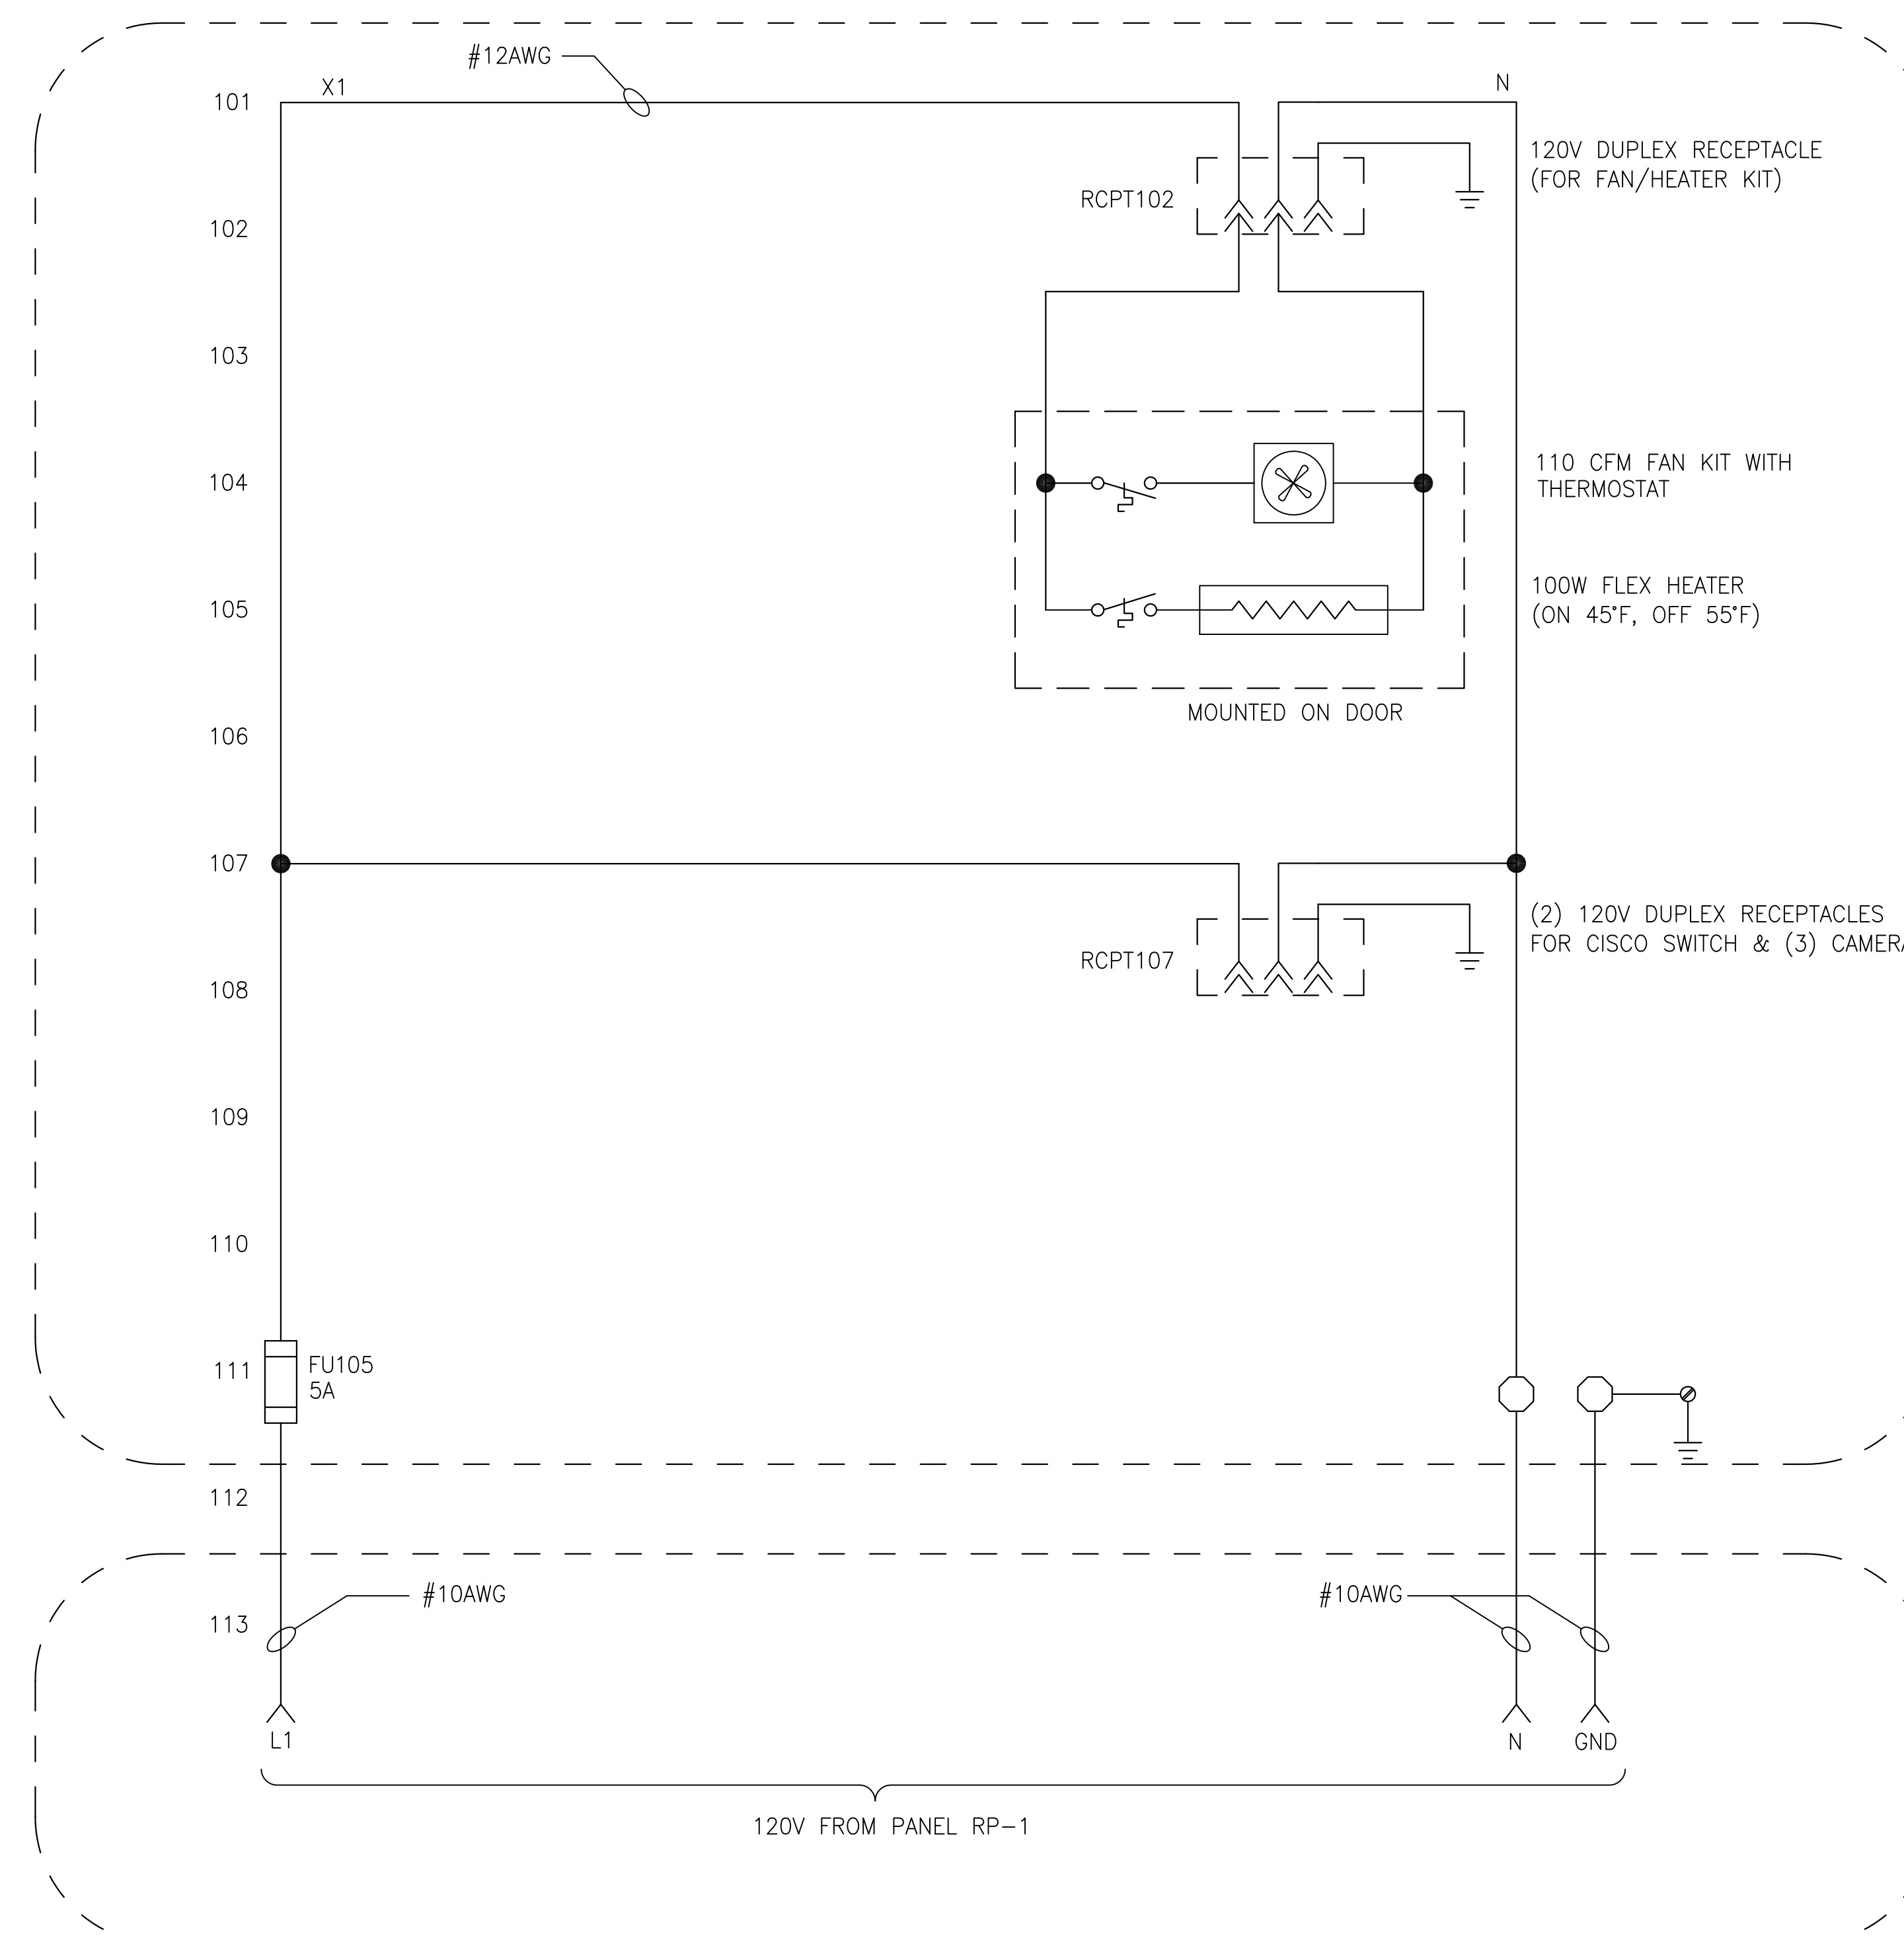 #12AWG
101
X1
N
120V DUPLEX RECEPTACLE
(FOR FAN/HEATER KIT)
RCPT102
102
103
104
110 CFM FAN KIT WITH
THERMOSTAT
105
100W FLEX HEATER
(ON 45°F, OFF 55°F)
MOUNTED ON DOOR
106
107
(2) 120V DUPLEX RECEPTACLES
FOR CISCO SWITCH & (3) CAMERA
RCPT107
108
109
110
111
FU105
5A
112
#10AWG
#10AWG
113
L1
N
GND
120V FROM PANEL RP-1